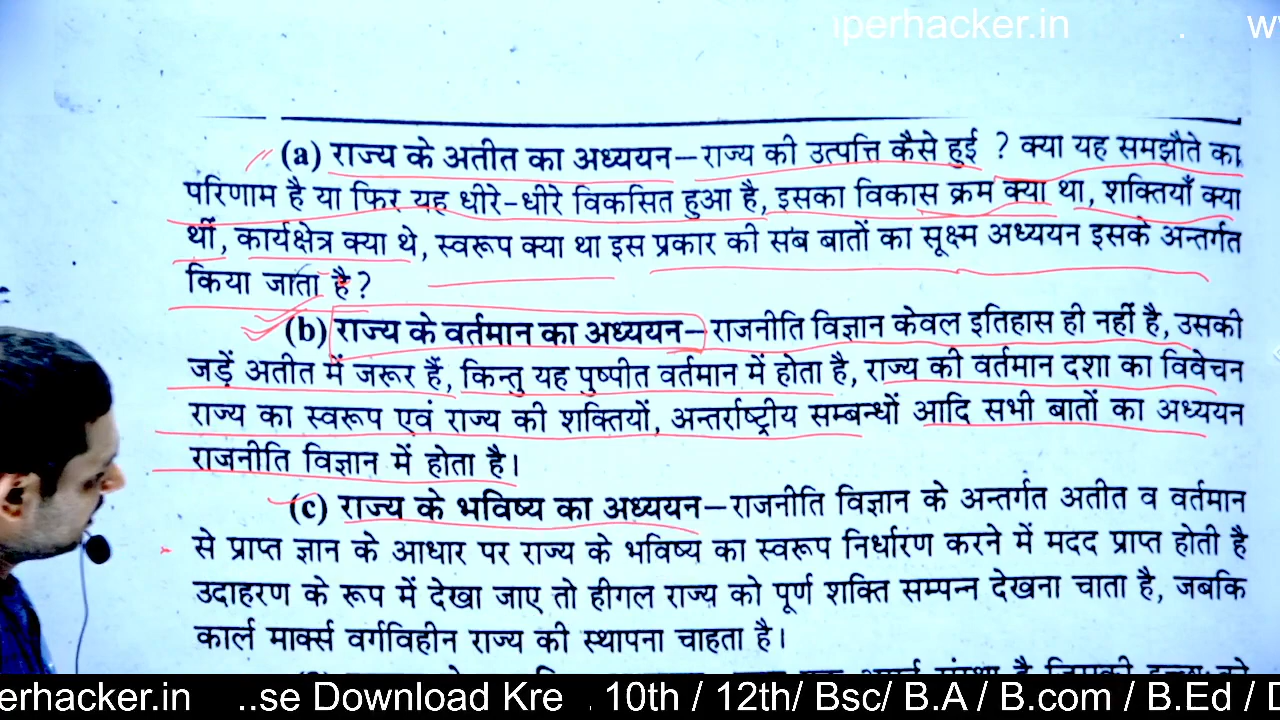 perhacker.in . w
(a) राज्य के अतीत का अध्ययन–राज्य की उत्पत्ति कैसे हुई ? क्या यह समझौते का
परिणाम है या फिर यह धीरे-धीरे विकसित हुआ है, इसका विकास क्रम क्या था, शक्तियाँ क्या
थीं, कार्यक्षेत्र क्या थे, स्वरूप क्या था इस प्रकार की सब बातों का सूक्ष्म अध्ययन इसके अन्तर्गत
किया जाता है?
(b) राज्य के वर्तमान का अध्ययन–राजनीति विज्ञान केवल इतिहास ही नहीं है, उसकी
जड़ें अतीत में जरूर हैं, किन्तु यह पुष्पीत वर्तमान में होता है, राज्य की वर्तमान दशा का विवेचन
राज्य का स्वरूप एवं राज्य की शक्तियों, अन्तर्राष्ट्रीय सम्बन्धों आदि सभी बातों का अध्ययन
राजनीति विज्ञान में होता है।
(c) राज्य के भविष्य का अध्ययन–राजनीति विज्ञान के अन्तर्गत अतीत व वर्तमान
से प्राप्त ज्ञान के आधार पर राज्य के भविष्य का स्वरूप निर्धारण करने में मदद प्राप्त होती है
उदाहरण के रूप में देखा जाए तो हीगल राज्य को पूर्ण शक्ति सम्पन्न देखना चाता है, जबकि
कार्ल मार्क्स वर्गविहीन राज्य की स्थापना चाहता है।
perhacker.in ..se Download Kre . 10th / 12th/ Bsc/ B.A / B.com / B.Ed / D